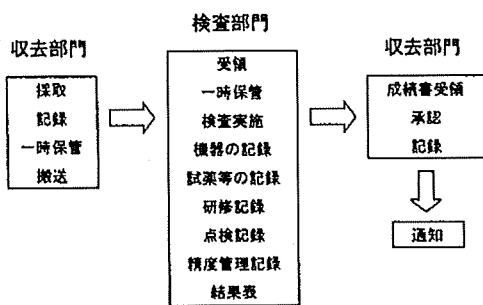 収去部門
採取
記録
一時保管
搬送
検査部門
受領
一時保管
検査実施
機器の記録
試薬等の記録
研修記録
点検記録
精度管理記録
結果表
収去部門
成績書受領
承認
記録
通知